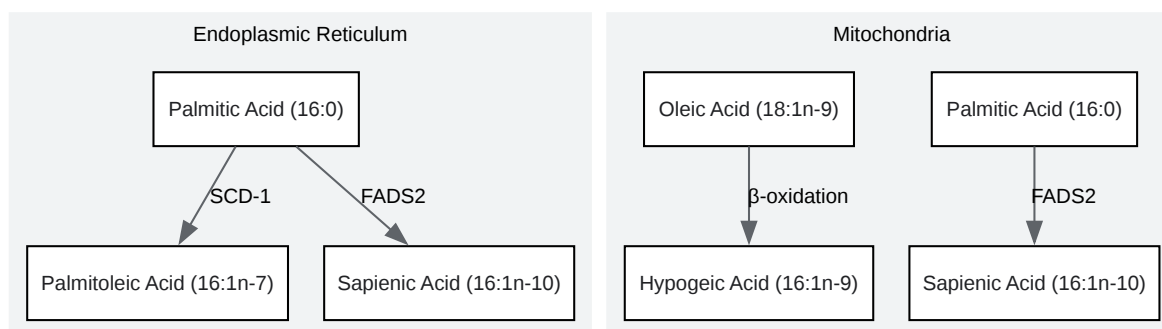 Endoplasmic Reticulum
Palmitic Acid (16:0)
SCD-1
FADS2
Palmitoleic Acid (16:1n-7)
Sapienic Acid (16:1n-10)
Mitochondria
Oleic Acid (18:1n-9)
Palmitic Acid (16:0)
β-oxidation
FADS2
Hypogeic Acid (16:1n-9)
Sapienic Acid (16:1n-10)